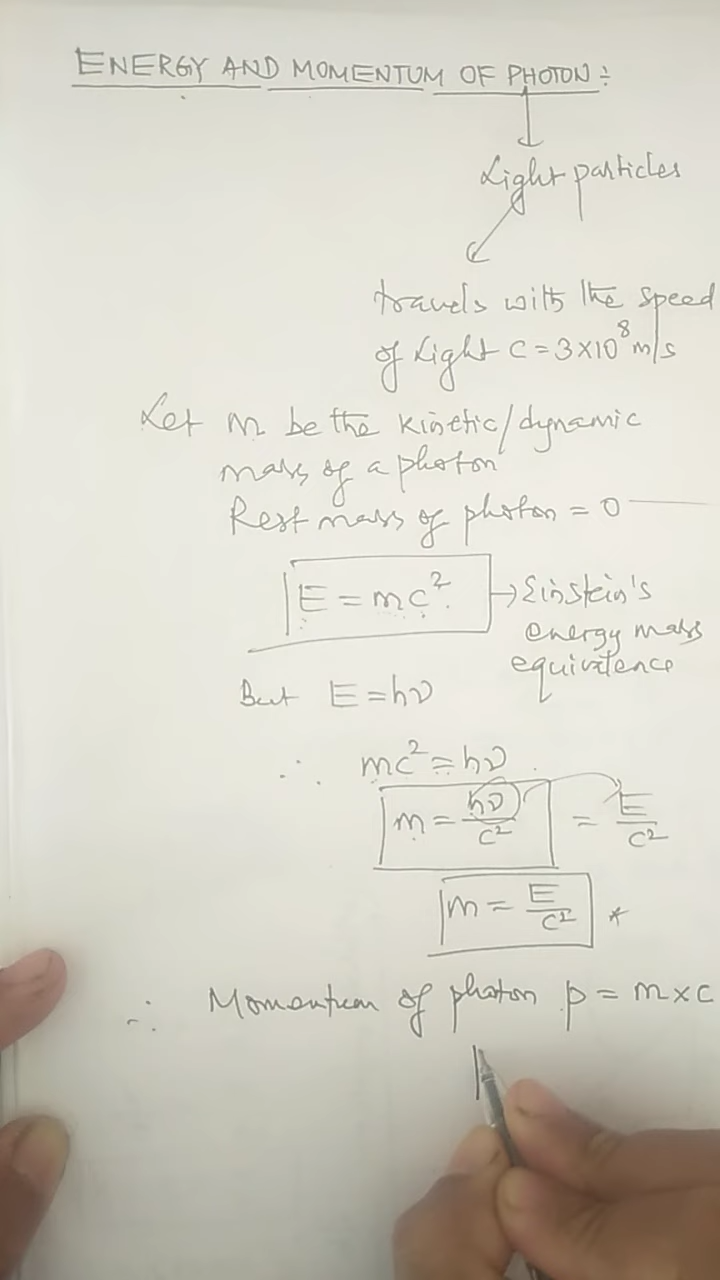 ENERGY AND MOMENTUM OF PHOTON :
Light particles
travels with the speed
of Light C = 3×10⁸ m/s
Let m be the kinetic/dynamic
mass of a photon
Rest mass of photon = 0
E = mc² → Einstein's
energy mass
equivalence
But E = hν
∴ mc² = hν
m = hν/c² = E/c²
m = E/c² *
∴ Momentum of photon p = m×c